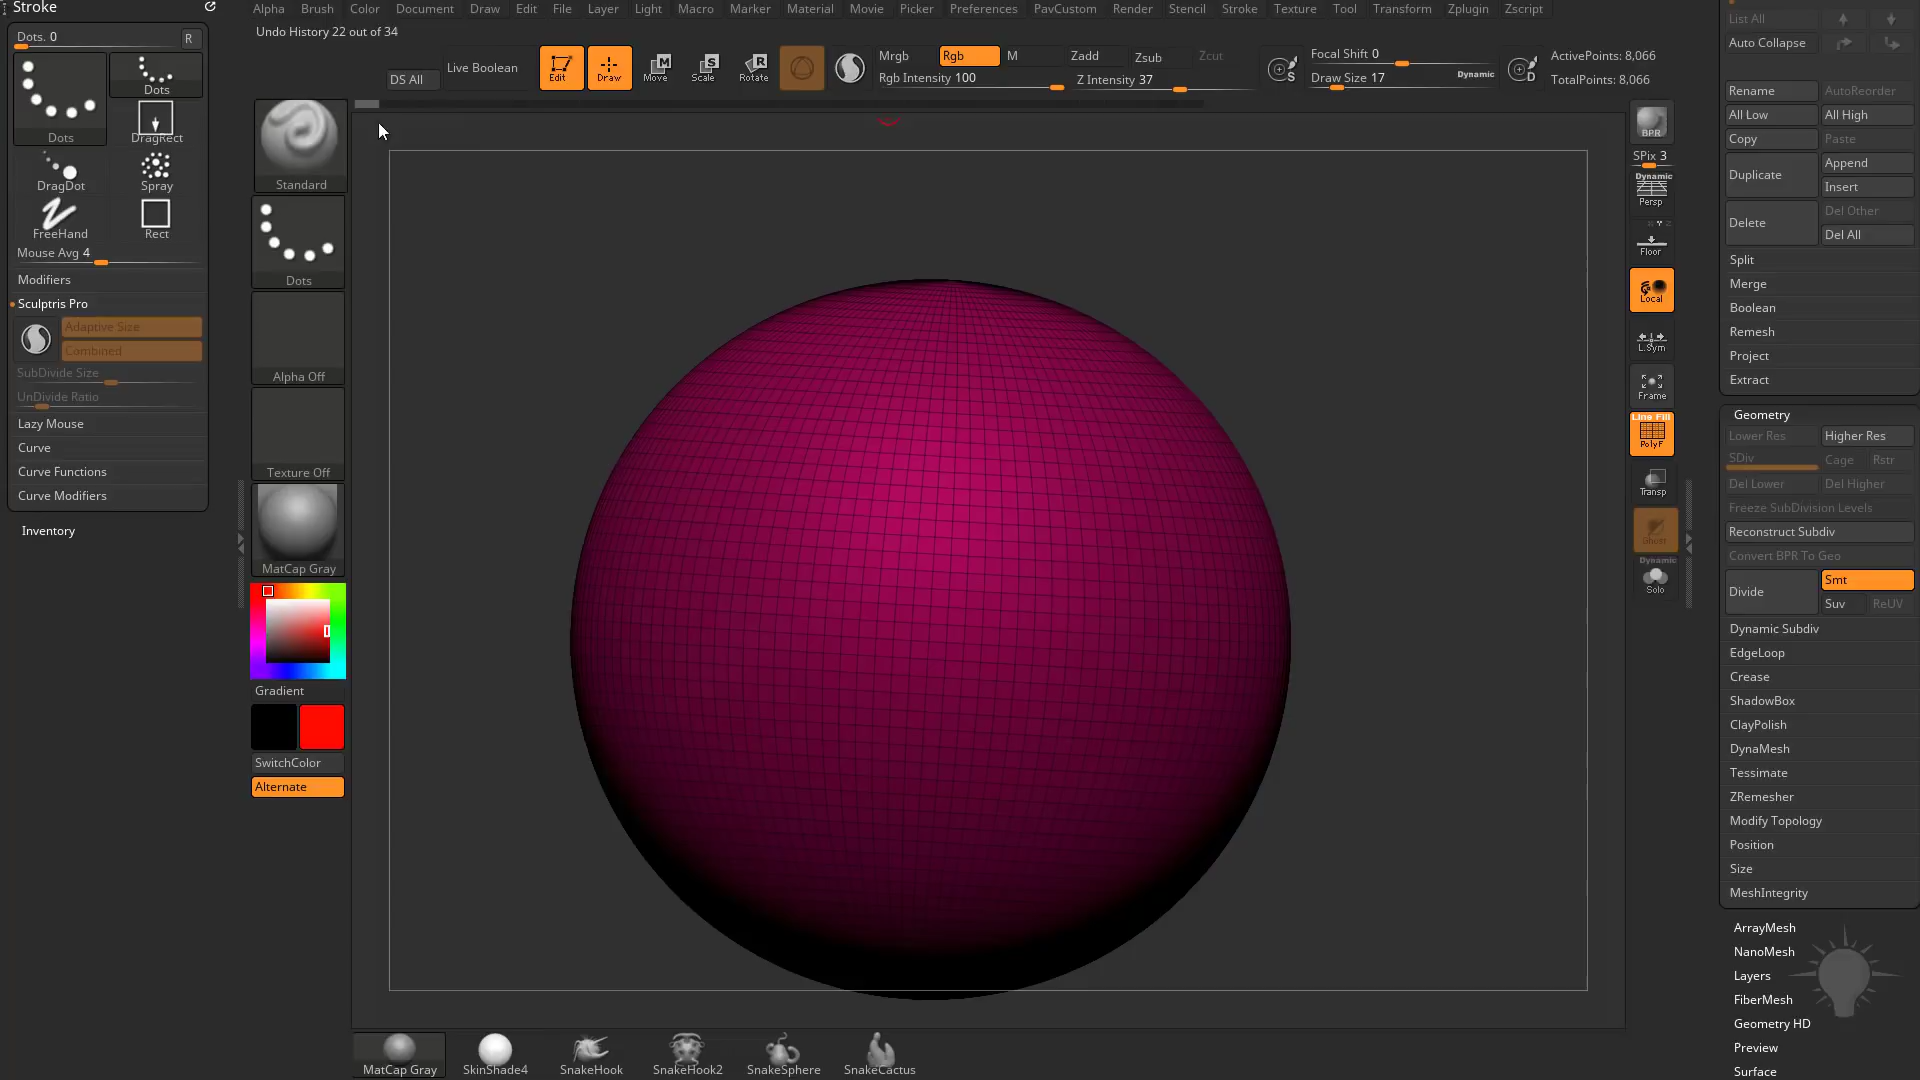 Stroke
Alpha Brush Color Document Draw Edit File Layer Light Macro Marker Material Movie Picker Preferences PavCustom Render Stencil Stroke Texture Tool Transform Zplugin Zscript
Undo History 22 out of 34
Dots. 0
R
Dots
Dots
DragRect
DragDot
Spray
FreeHand
Rect
Mouse Avg 4
Modifiers
Sculptris Pro
Adaptive Size
Combined
SubDivide Size
UnDivide Ratio
Lazy Mouse
Curve
Curve Functions
Curve Modifiers
Inventory
DS All
Live Boolean
Edit
Draw
Move
Scale
Rotate
Mrgb
Rgb
M
Rgb Intensity 100
Zadd
Zsub
Zcut
Z Intensity 37
S
Focal Shift 0
Draw Size 17
Dynamic
D
ActivePoints: 8,066
TotalPoints: 8,066
Standard
Dots
Alpha Off
Texture Off
MatCap Gray
Gradient
SwitchColor
Alternate
BPR
SPix 3
Dynamic
Persp
Floor
Local
L.Sym
Frame
Line Fill
PolyF
Transp
Ghost
Dynamic
Solo
List All
Auto Collapse
Rename AutoReorder
All Low All High
Copy Paste
Duplicate
Append
Insert
Delete
Del Other
Del All
Split
Merge
Boolean
Remesh
Project
Extract
Geometry
Lower Res Higher Res
SDiv Cage Rstr
Del Lower Del Higher
Freeze SubDivision Levels
Reconstruct Subdiv
Convert BPR To Geo
Divide
Smt
Suv ReUV
Dynamic Subdiv
EdgeLoop
Crease
ShadowBox
ClayPolish
DynaMesh
Tessimate
ZRemesher
Modify Topology
Position
Size
MeshIntegrity
ArrayMesh
NanoMesh
Layers
FiberMesh
Geometry HD
Preview
Surface
MatCap Gray SkinShade4 SnakeHook SnakeHook2 SnakeSphere SnakeCactus